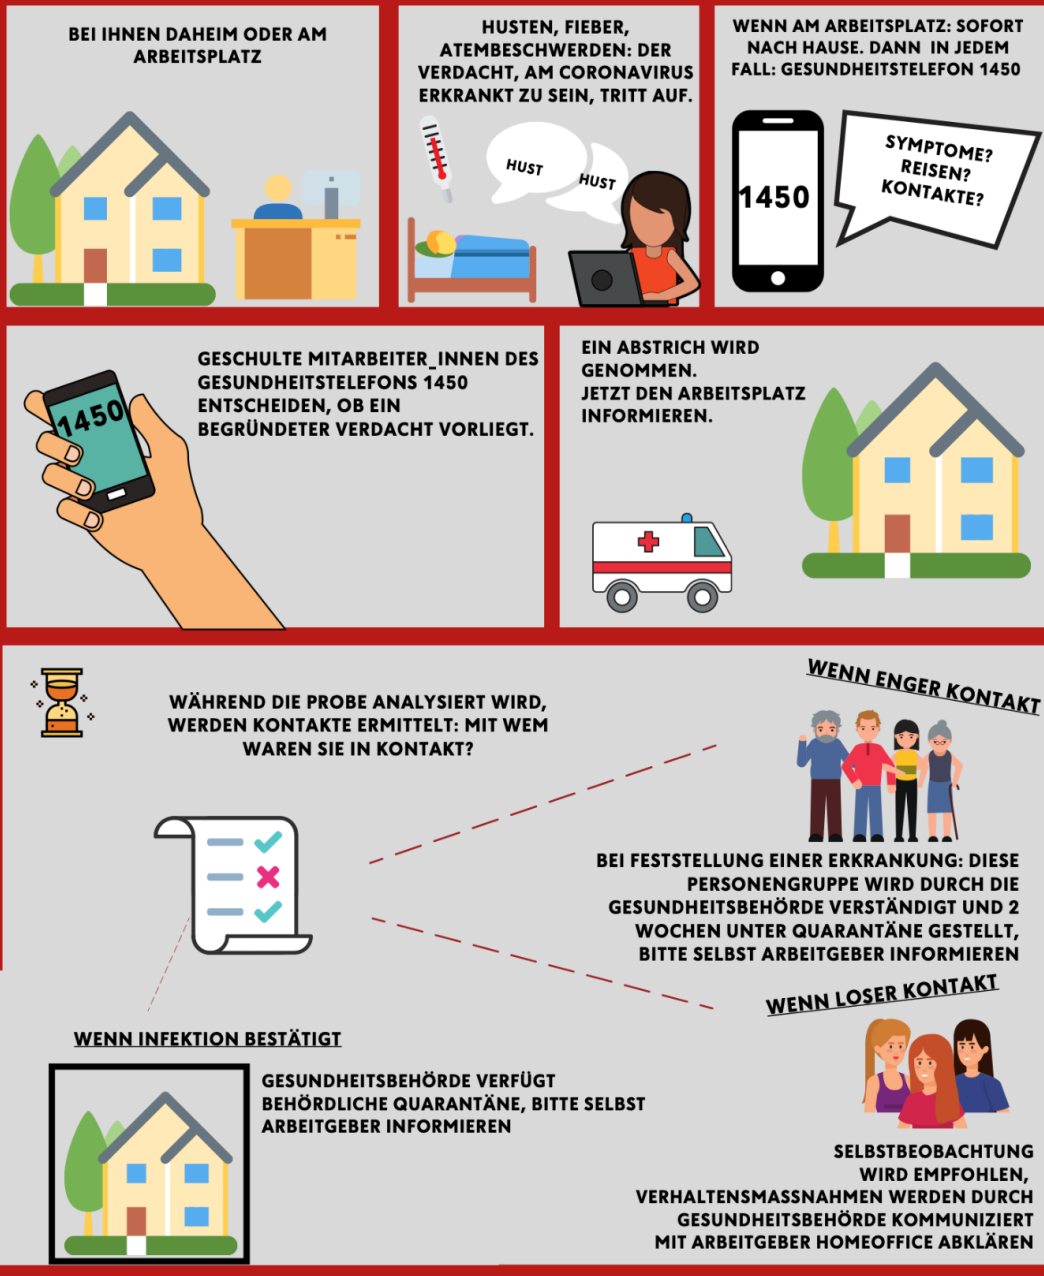 BEI IHNEN DAHEIM ODER AM
ARBEITSPLATZ
HUSTEN, FIEBER,
ATEMBESCHWERDEN: DER
VERDACHT, AM CORONAVIRUS
ERKRANKT ZU SEIN, TRITT AUF.
HUST
HUST
WENN AM ARBEITSPLATZ: SOFORT
NACH HAUSE. DANN IN JEDEM
FALL: GESUNDHEITSTELEFON 1450
1450
SYMPTOME?
REISEN?
KONTAKTE?
1450
GESCHULTE MITARBEITER_INNEN DES
GESUNDHEITSTELEFONS 1450
ENTSCHEIDEN, OB EIN
BEGRÜNDETER VERDACHT VORLIEGT.
EIN ABSTRICH WIRD
GENOMMEN.
JETZT DEN ARBEITSPLATZ
INFORMIEREN.
WÄHREND DIE PROBE ANALYSIERT WIRD,
WERDEN KONTAKTE ERMITTELT: MIT WEM
WAREN SIE IN KONTAKT?
WENN ENGER KONTAKT
BEI FESTSTELLUNG EINER ERKRANKUNG: DIESE
PERSONENGRUPPE WIRD DURCH DIE
GESUNDHEITSBEHÖRDE VERSTÄNDIGT UND 2
WOCHEN UNTER QUARANTÄNE GESTELLT,
BITTE SELBST ARBEITGEBER INFORMIEREN
WENN LOSER KONTAKT
SELBSTBEOBACHTUNG
WIRD EMPFOHLEN,
VERHALTENSMASSNAHMEN WERDEN DURCH
GESUNDHEITSBEHÖRDE KOMMUNIZIERT
MIT ARBEITGEBER HOMEOFFICE ABKLÄREN
WENN INFEKTION BESTÄTIGT
GESUNDHEITSBEHÖRDE VERFÜGT
BEHÖRDLICHE QUARANTÄNE, BITTE SELBST
ARBEITGEBER INFORMIEREN